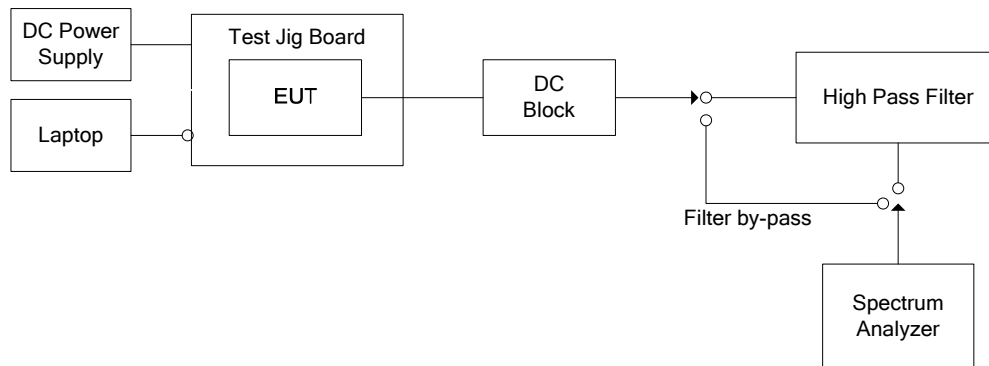 DC Power
Supply
Test Jig Board
EUT
Laptop
DC
Block
High Pass Filter
Filter by-pass
Spectrum
Analyzer